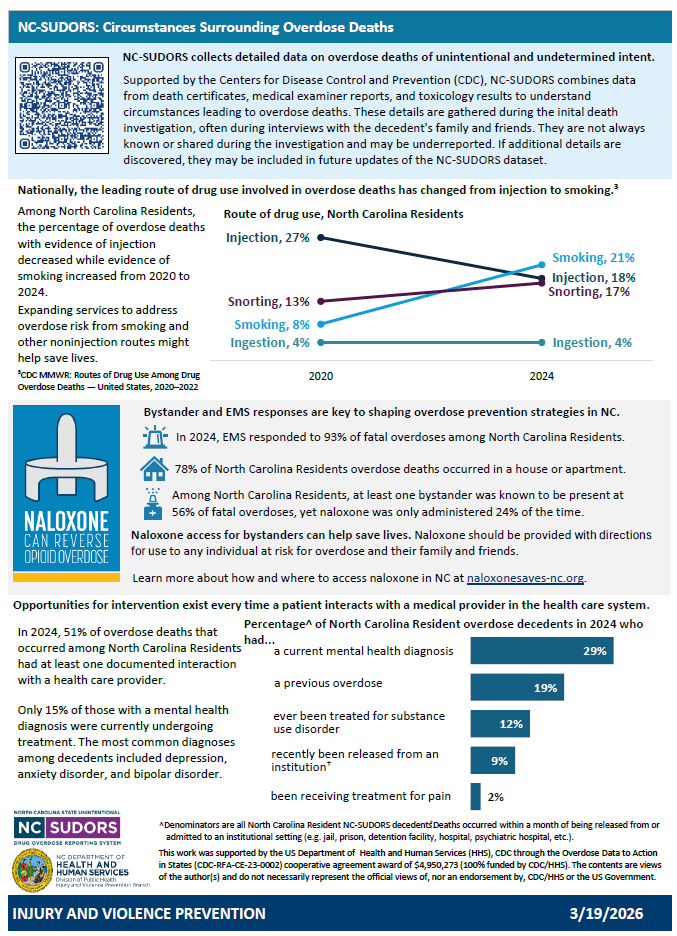 NC-SUDORS: Circumstances Surrounding Overdose Deaths
NC-SUDORS collects detailed data on overdose deaths of unintentional and undetermined intent.
Supported by the Centers for Disease Control and Prevention (CDC), NC-SUDORS combines data
from death certificates, medical examiner reports, and toxicology results to understand
circumstances leading to overdose deaths. These details are gathered during the inital death
investigation, often during interviews with the decedent's family and friends. They are not always
known or shared during the investigation and may be underreported. If additional details are
discovered, they may be included in future updates of the NC-SUDORS dataset.
Nationally, the leading route of drug use involved in overdose deaths has changed from injection to smoking.³
Among North Carolina Residents,
the percentage of overdose deaths
with evidence of injection
decreased while evidence of
smoking increased from 2020 to
2024.
Expanding services to address
overdose risk from smoking and
other noninjection routes might
help save lives.
³CDC MMWR: Routes of Drug Use Among Drug
Overdose Deaths — United States, 2020–2022
Route of drug use, North Carolina Residents
Injection, 27%
Snorting, 13%
Smoking, 8%
Ingestion, 4%
Smoking, 21%
Injection, 18%
Snorting, 17%
Ingestion, 4%
2020
2024
NALOXONE
CAN REVERSE
OPIOID OVERDOSE
Bystander and EMS responses are key to shaping overdose prevention strategies in NC.
In 2024, EMS responded to 93% of fatal overdoses among North Carolina Residents.
78% of North Carolina Residents overdose deaths occurred in a house or apartment.
Among North Carolina Residents, at least one bystander was known to be present at
56% of fatal overdoses, yet naloxone was only administered 24% of the time.
Naloxone access for bystanders can help save lives. Naloxone should be provided with directions
for use to any individual at risk for overdose and their family and friends.
Learn more about how and where to access naloxone in NC at naloxonesaves-nc.org.
Opportunities for intervention exist every time a patient interacts with a medical provider in the health care system.
In 2024, 51% of overdose deaths that
occurred among North Carolina Residents
had at least one documented interaction
with a health care provider.
Only 15% of those with a mental health
diagnosis were currently undergoing
treatment. The most common diagnoses
among decedents included depression,
anxiety disorder, and bipolar disorder.
Percentage^ of North Carolina Resident overdose decedents in 2024 who
had...
a current mental health diagnosis 29%
a previous overdose 19%
ever been treated for substance
use disorder 12%
recently been released from an
institution† 9%
been receiving treatment for pain 2%
NORTH CAROLINA STATE UNINTENTIONAL
NC SUDORS
DRUG OVERDOSE REPORTING SYSTEM
NC DEPARTMENT OF
HEALTH AND
HUMAN SERVICES
Division of Public Health
Injury and Violence Prevention Branch
^Denominators are all North Carolina Resident NC-SUDORS decedents †Deaths occurred within a month of being released from or
admitted to an institutional setting (e.g. jail, prison, detention facility, hospital, psychiatric hospital, etc.).
This work was supported by the US Department of Health and Human Services (HHS), CDC through the Overdose Data to Action
in States (CDC-RFA-CE-23-0002) cooperative agreement award of $4,950,273 (100% funded by CDC/HHS). The contents are views
of the author(s) and do not necessarily represent the official views of, nor an endorsement by, CDC/HHS or the US Government.
INJURY AND VIOLENCE PREVENTION
3/19/2026